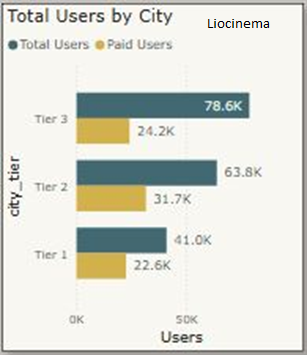 Total Users by City
Liocinema
Total Users Paid Users
city_tier
Tier 3
78.6K
24.2K
Tier 2
63.8K
31.7K
Tier 1
41.0K
22.6K
0K 50K
Users